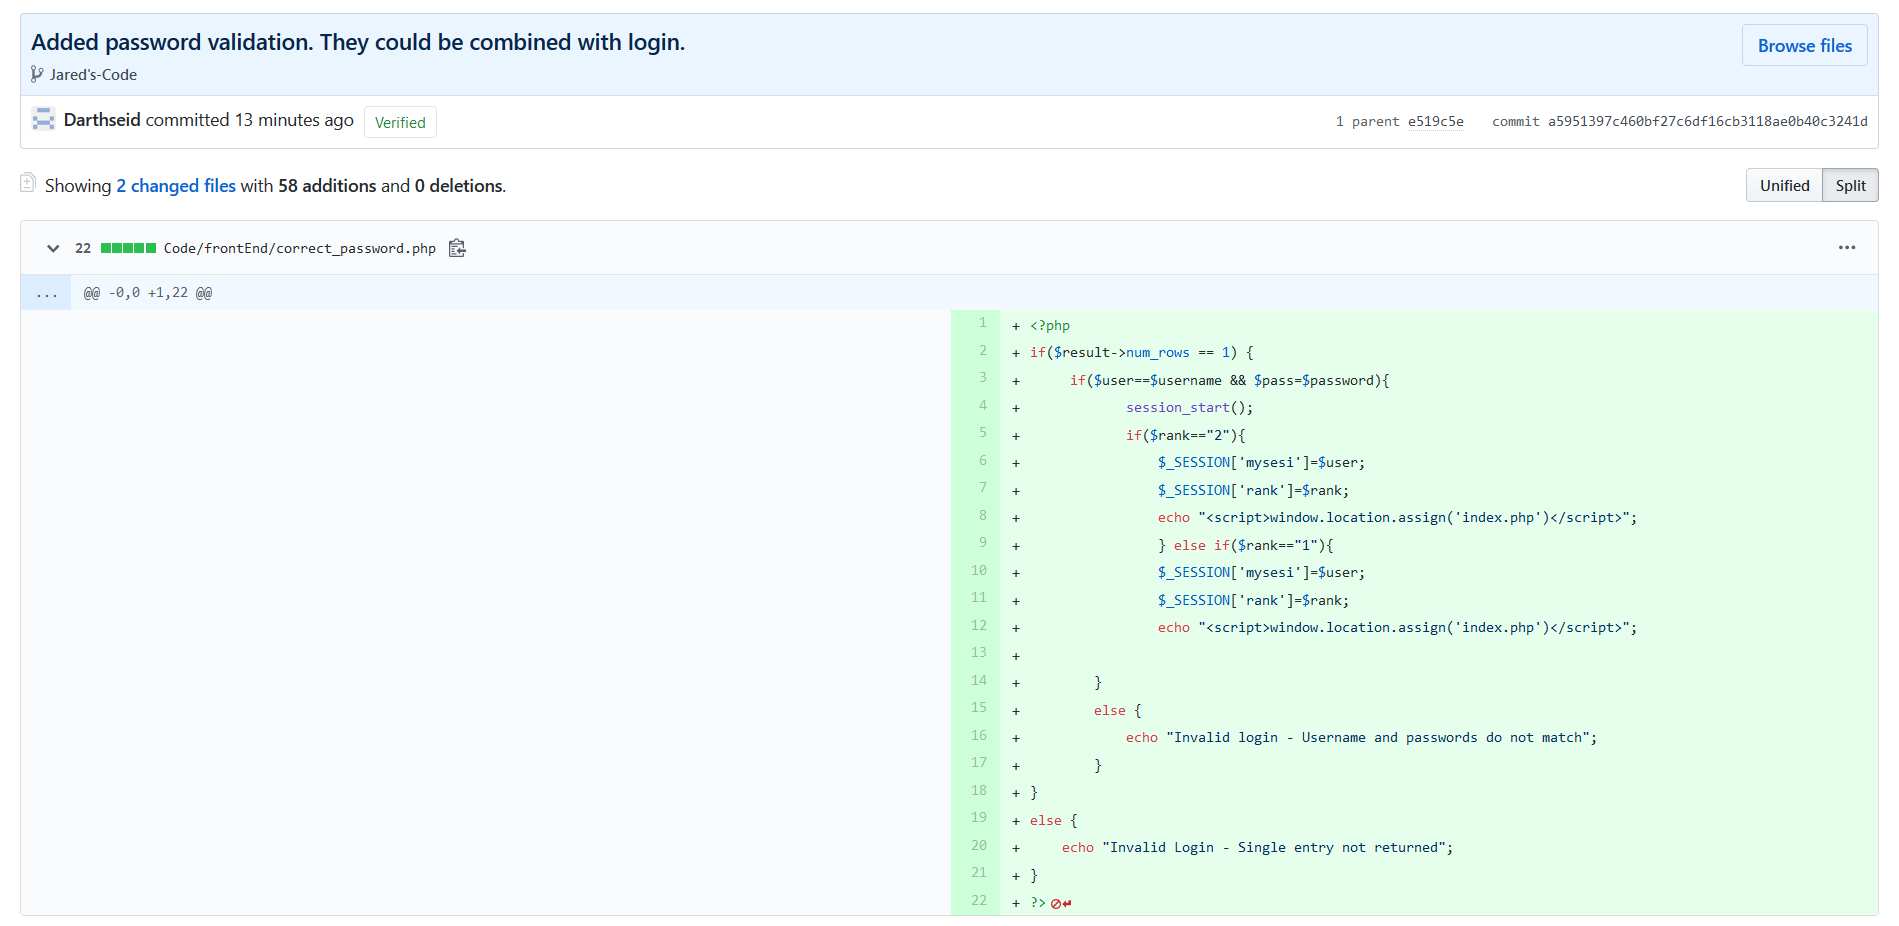 Added password validation. They could be combined with login.
Browse files
Jared's-Code
Darthseid committed 13 minutes ago Verified
1 parent e519c5e commit a5951397c460bf27c6df16cb3118ae0b40c3241d
Showing 2 changed files with 58 additions and 0 deletions.
Unified Split
22 Code/frontEnd/correct_password.php
... @@ -0,0 +1,22 @@
1 + <?php
2 + if($result->num_rows == 1) {
3 + if($user==$username && $pass=$password){
4 + session_start();
5 + if($rank=="2"){
6 + $_SESSION['mysesi']=$user;
7 + $_SESSION['rank']=$rank;
8 + echo "<script>window.location.assign('index.php')</script>";
9 + } else if($rank=="1"){
10 + $_SESSION['mysesi']=$user;
11 + $_SESSION['rank']=$rank;
12 + echo "<script>window.location.assign('index.php')</script>";
13 +
14 + }
15 + else {
16 + echo "Invalid login - Username and passwords do not match";
17 + }
18 + }
19 + else {
20 + echo "Invalid Login - Single entry not returned";
21 + }
22 + ?>